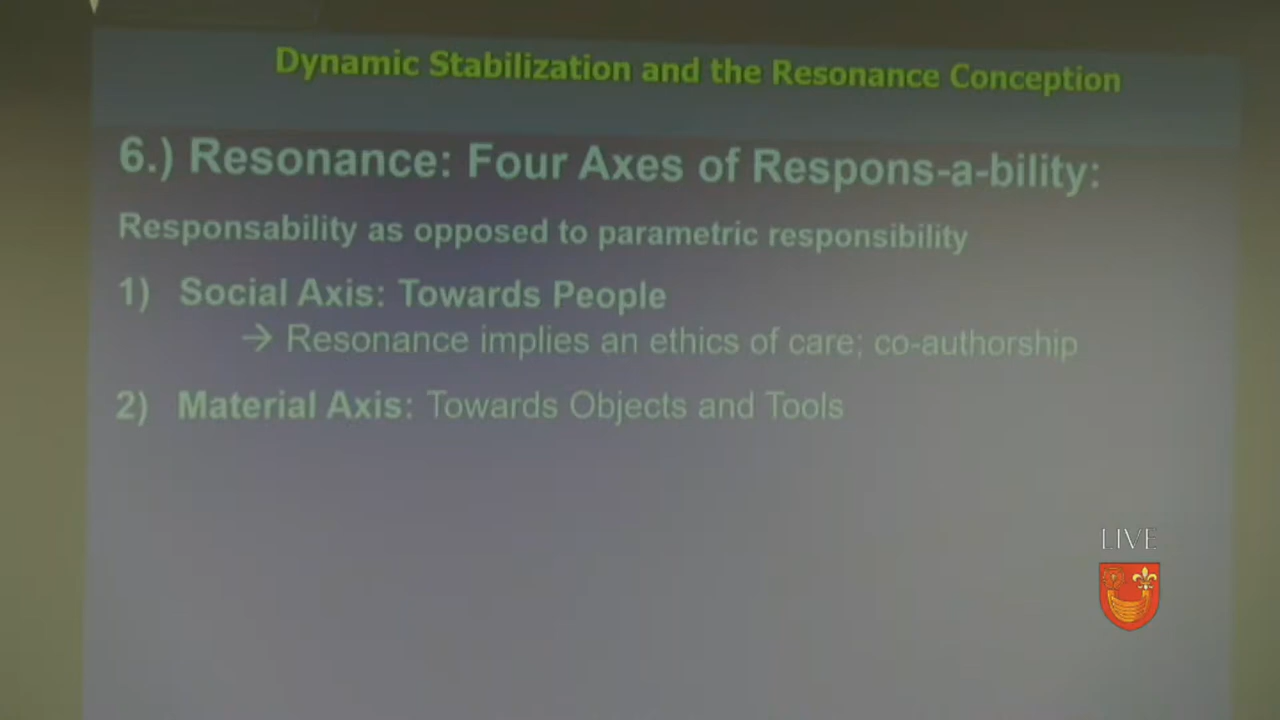 Dynamic Stabilization and the Resonance Conception
6.) Resonance: Four Axes of Respons-a-bility:
Responsability as opposed to parametric responsibility
1) Social Axis: Towards People
→ Resonance implies an ethics of care; co-authorship
2) Material Axis: Towards Objects and Tools
LIVE